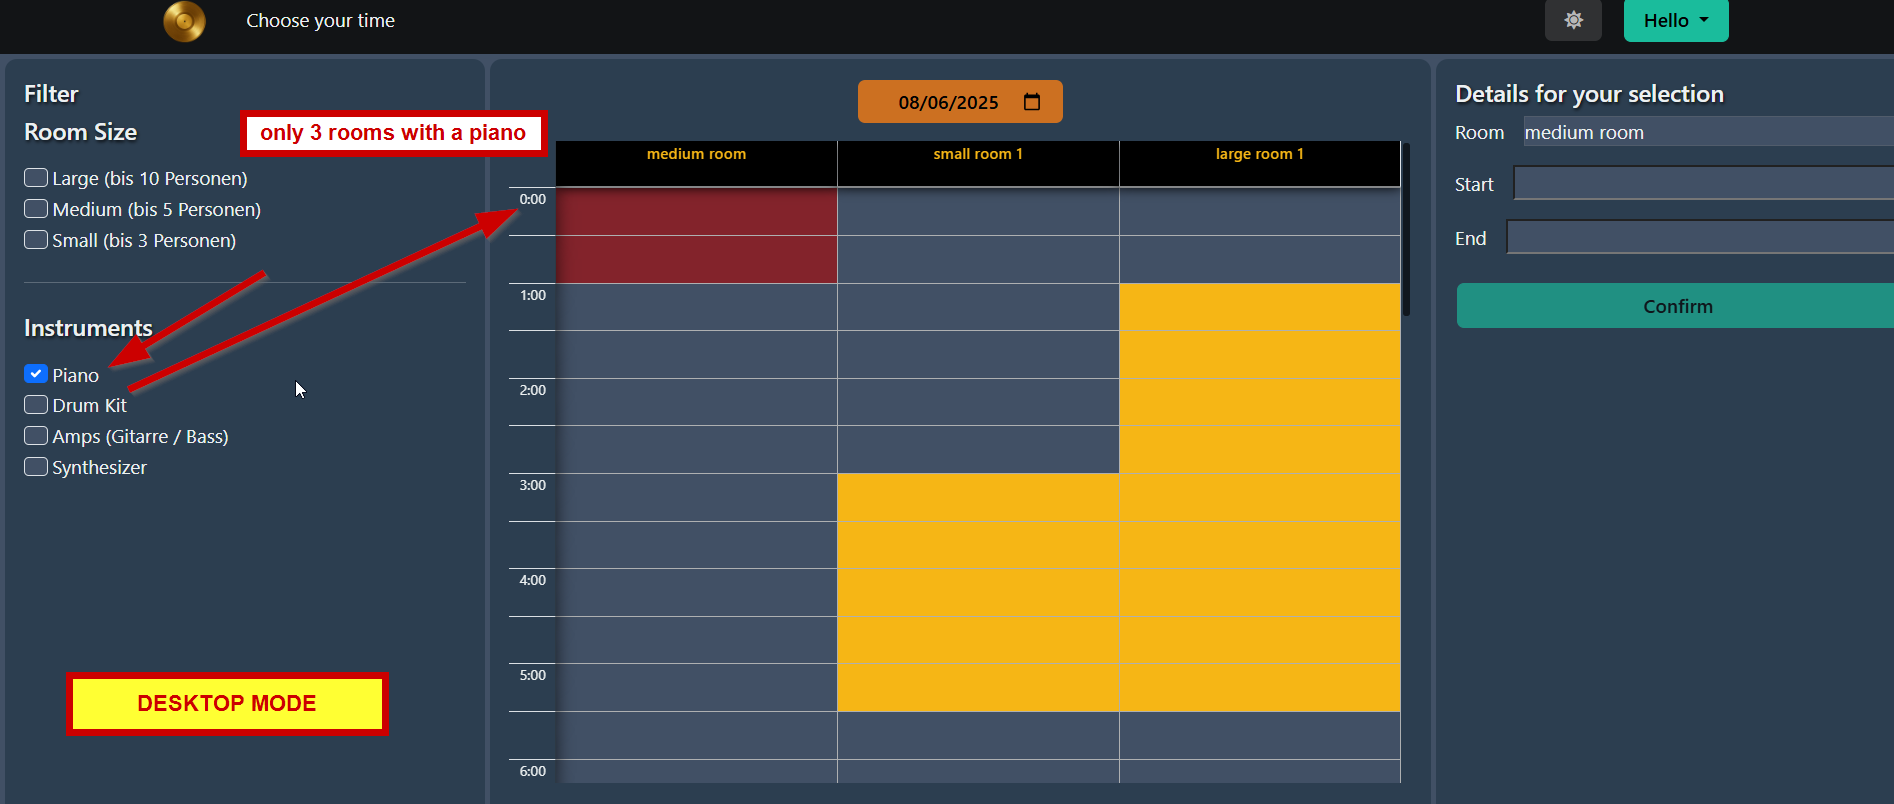 Choose your time
Hello
Filter
Room Size
only 3 rooms with a piano
Large (bis 10 Personen)
Medium (bis 5 Personen)
Small (bis 3 Personen)
Instruments
Piano
Drum Kit
Amps (Gitarre / Bass)
Synthesizer
DESKTOP MODE
08/06/2025
medium room
small room 1
large room 1
0:00
1:00
2:00
3:00
4:00
5:00
6:00
Details for your selection
Room medium room
Start
End
Confirm